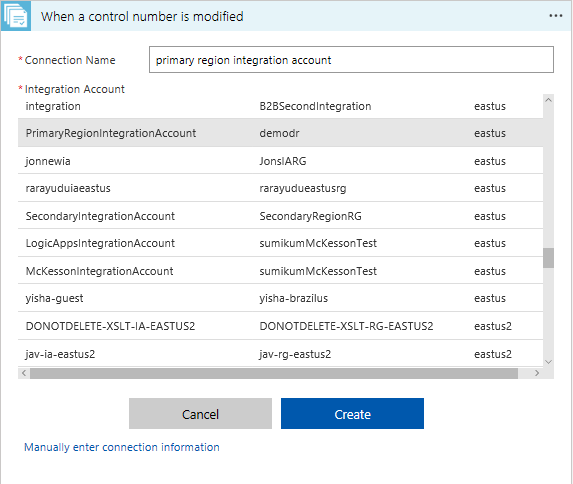 When a control number is modified ...
* Connection Name primary region integration account
* Integration Account
integration B2BSecondIntegration eastus
PrimaryRegionIntegrationAccount demodr eastus
jonnewia JonsIARG eastus
rarayuduiaeastus rarayudueastusrg eastus
SecondaryIntegrationAccount SecondaryRegionRG eastus
LogicAppsIntegrationAccount sumikumMcKessonTest eastus
McKessonIntegrationAccount sumikumMcKessonTest eastus
yisha-guest yisha-brazilus eastus
DONOTDELETE-XSLT-IA-EASTUS2 DONOTDELETE-XSLT-RG-EASTUS2 eastus2
jav-ia-eastus2 jav-rg-eastus2 eastus2
Cancel Create
Manually enter connection information